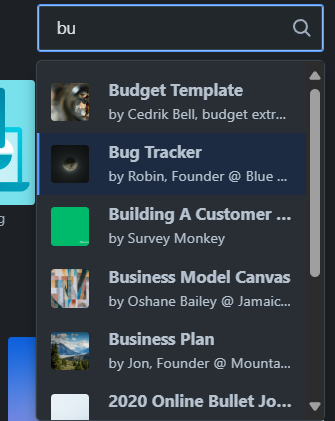 bu
Budget Template
by Cedrik Bell, budget extr...
Bug Tracker
by Robin, Founder @ Blue ...
Building A Customer ...
by Survey Monkey
g
Business Model Canvas
by Oshane Bailey @ Jamaic...
Business Plan
by Jon, Founder @ Mounta...
2020 Online Bullet Jo...